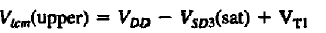 V_icm(upper) = V_DD − V_SD3(sat) + V_T1